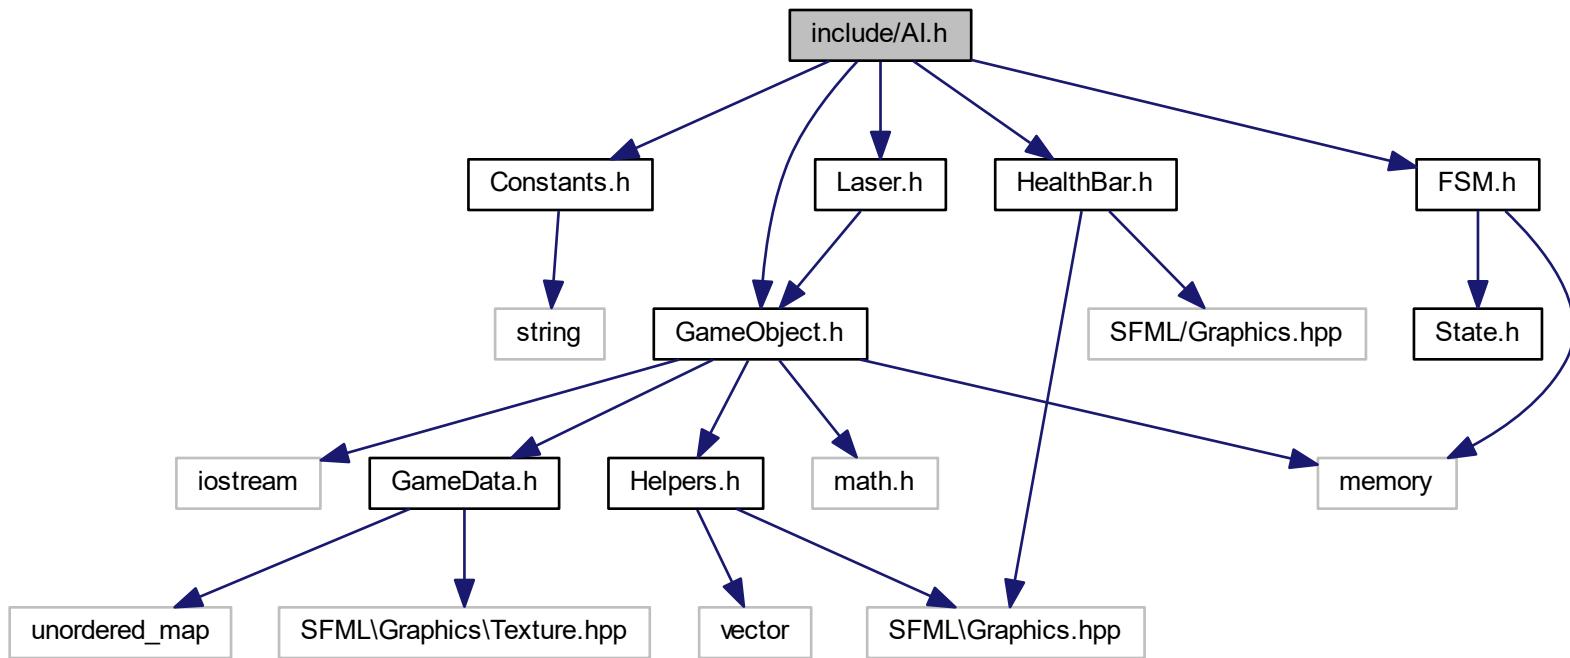 include/AI.h
Constants.h
Laser.h
HealthBar.h
FSM.h
string
GameObject.h
SFML/Graphics.hpp
State.h
iostream
GameData.h
Helpers.h
math.h
memory
unordered_map
SFML\Graphics\Texture.hpp
vector
SFML\Graphics.hpp